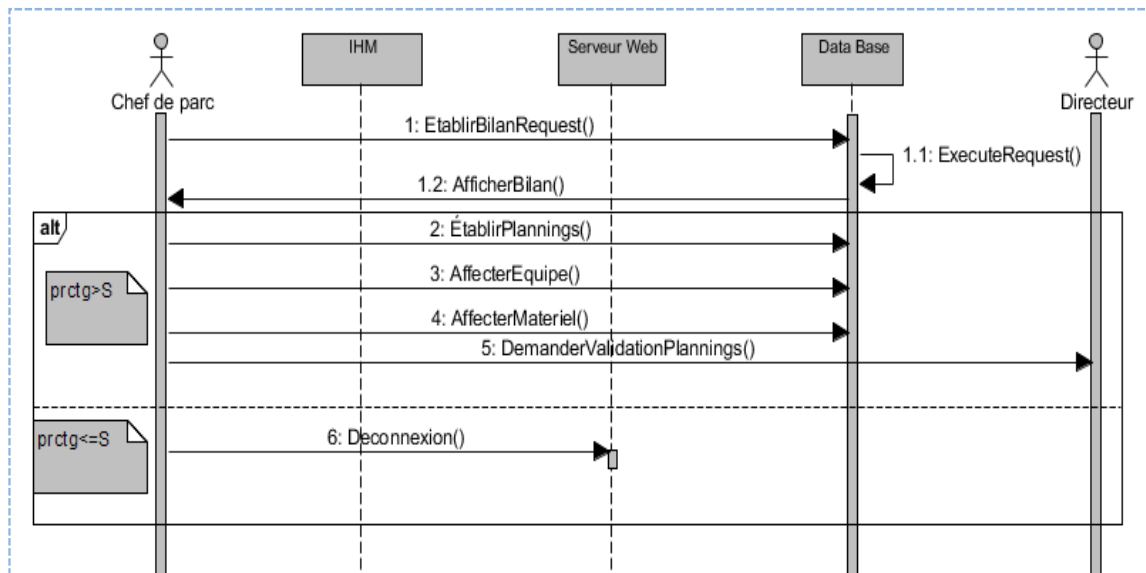 IHM
Serveur Web
Data Base
Chef de parc
Directeur
1: EtablirBilanRequest()
1.1: ExecuteRequest()
1.2: AfficherBilan()
alt
2: ÉtablirPlannings()
prctg>S
3: AffecterEquipe()
4: AffecterMateriel()
5: DemanderValidationPlannings()
prctg<=S
6: Deconnexion()